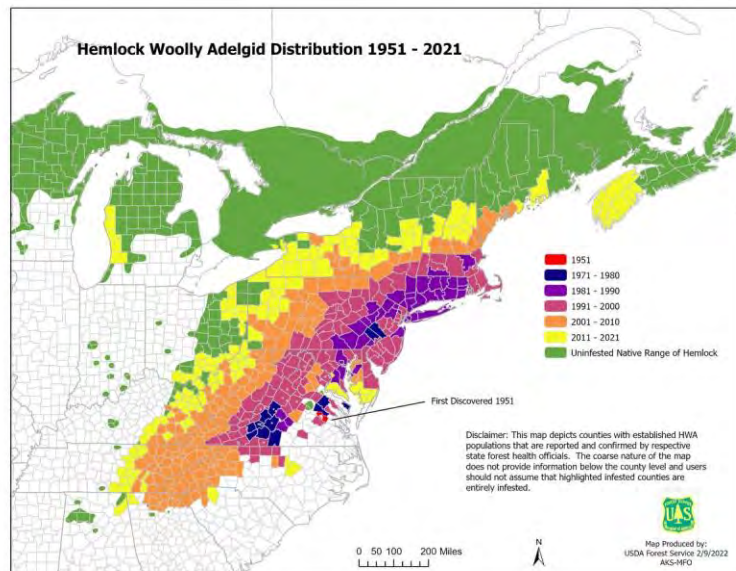 Hemlock Woolly Adelgid Distribution 1951 - 2021
1951
1971 - 1980
1981 - 1990
1991 - 2000
2001 - 2010
2011 - 2021
Uninfested Native Range of Hemlock
First Discovered 1951
Disclaimer: This map depicts counties with established HWA
populations that are reported and confirmed by respective
state forest health officials. The coarse nature of the map
does not provide information below the county level and users
should not assume that highlighted infested counties are
entirely infested.
0 50 100 200 Miles
N
UAS
Map Produced by:
USDA Forest Service 2/9/2022
AKS-MFO